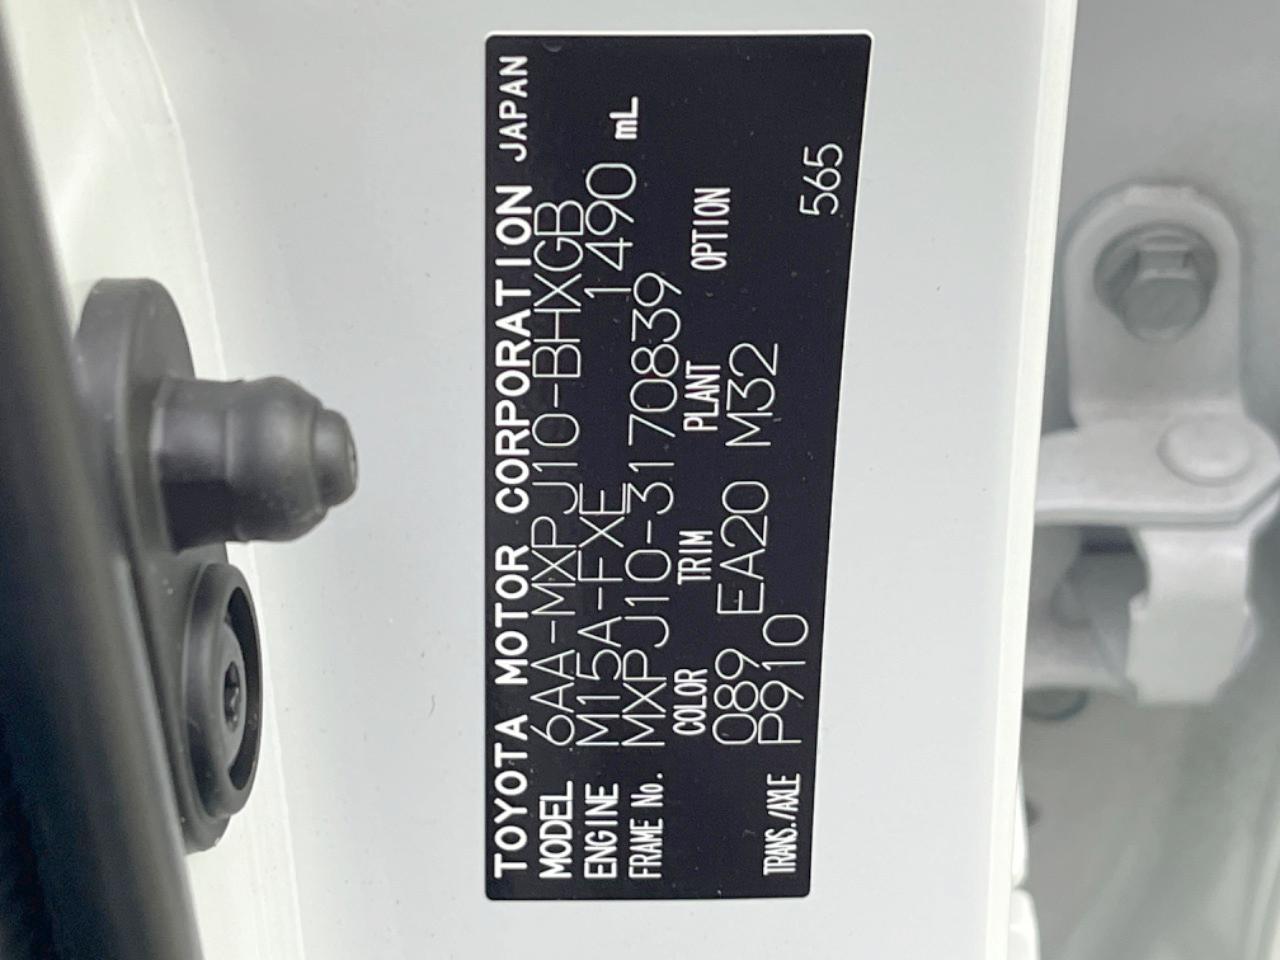 TOYOTA MOTOR CORPORATION JAPAN
MODEL 6AA-MXPJ10-BHXGB
ENGINE M15A-FXE 1490 mL
FRAME No. MXPJ10-3170839
COLOR TRIM PLANT OPTION
089 EA20 M32
TRANS./AXLE P910 565